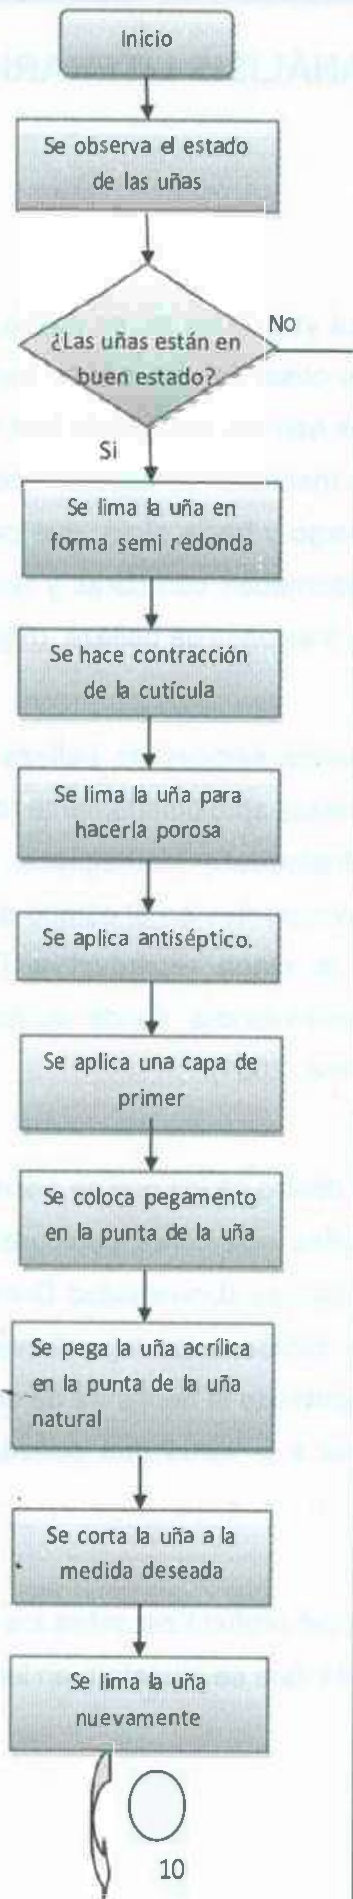 Inicio
Se observa el estado
de las uñas
¿Las uñas están en
buen estado?
No
Si
Se lima la uña en
forma semi redonda
Se hace contracción
de la cutícula
Se lima la uña para
hacerla porosa
Se aplica antiséptico.
Se aplica una capa de
primer
Se coloca pegamento
en la punta de la uña
Se pega la uña acrílica
en la punta de la uña
natural
Se corta la uña a la
medida deseada
Se lima la uña
nuevamente
10